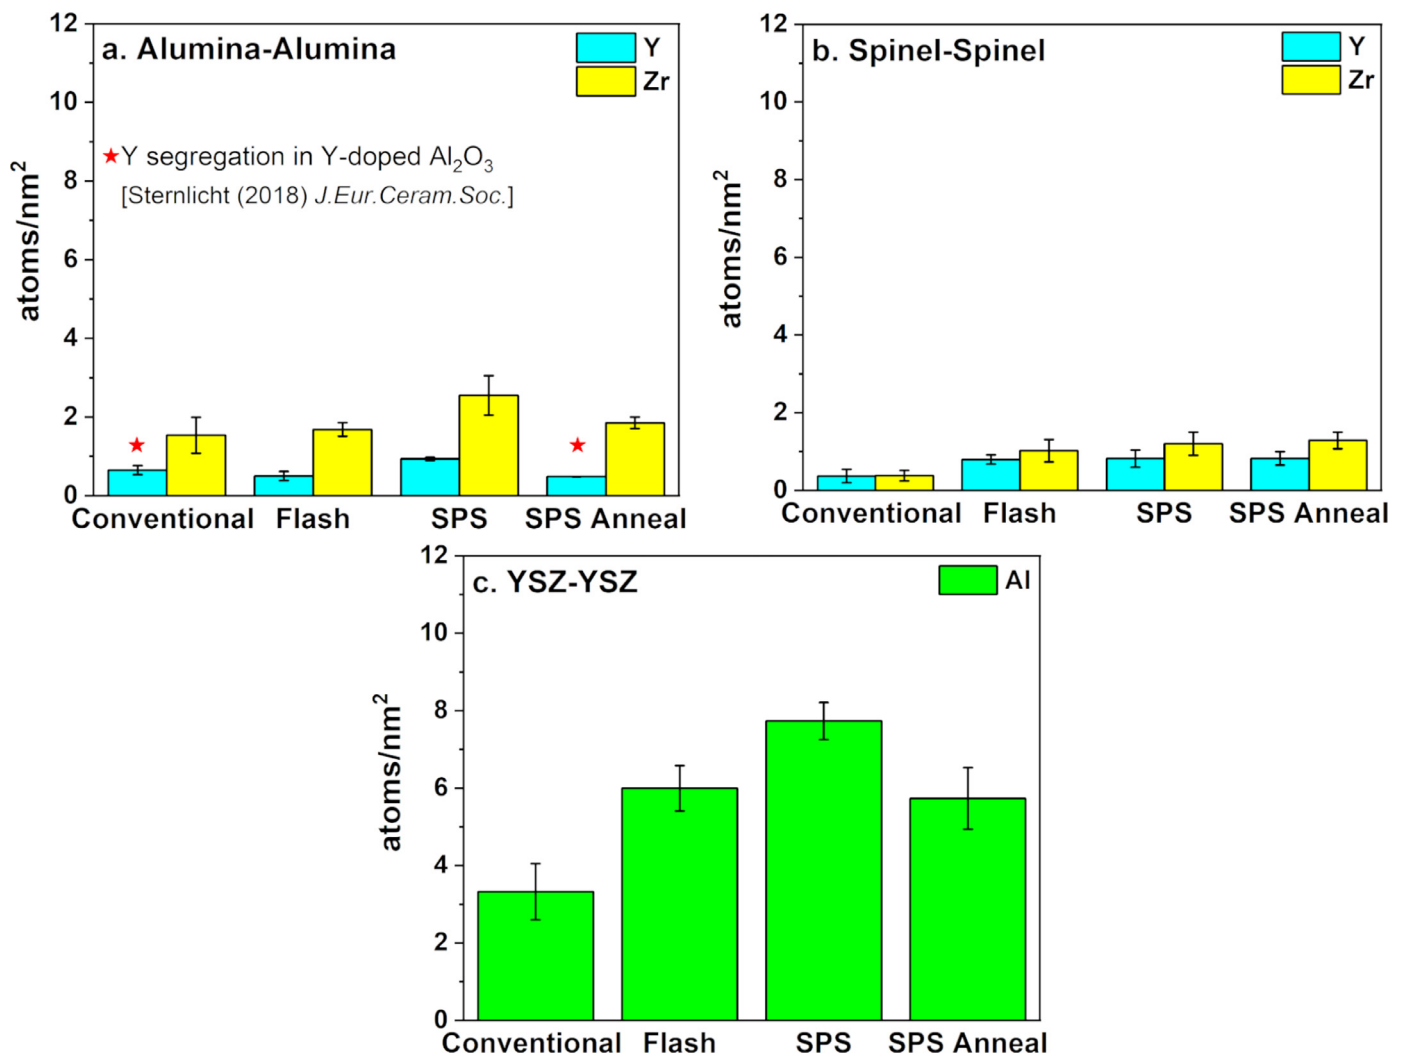 a. Alumina-Alumina
Y
Zr
★Y segregation in Y-doped Al₂O₃
[Sternlicht (2018) J.Eur.Ceram.Soc.]
atoms/nm²
12
10
8
6
4
2
0
Conventional Flash SPS SPS Anneal
b. Spinel-Spinel
Y
Zr
atoms/nm²
12
10
8
6
4
2
0
Conventional Flash SPS SPS Anneal
c. YSZ-YSZ
Al
atoms/nm²
12
10
8
6
4
2
0
Conventional Flash SPS SPS Anneal